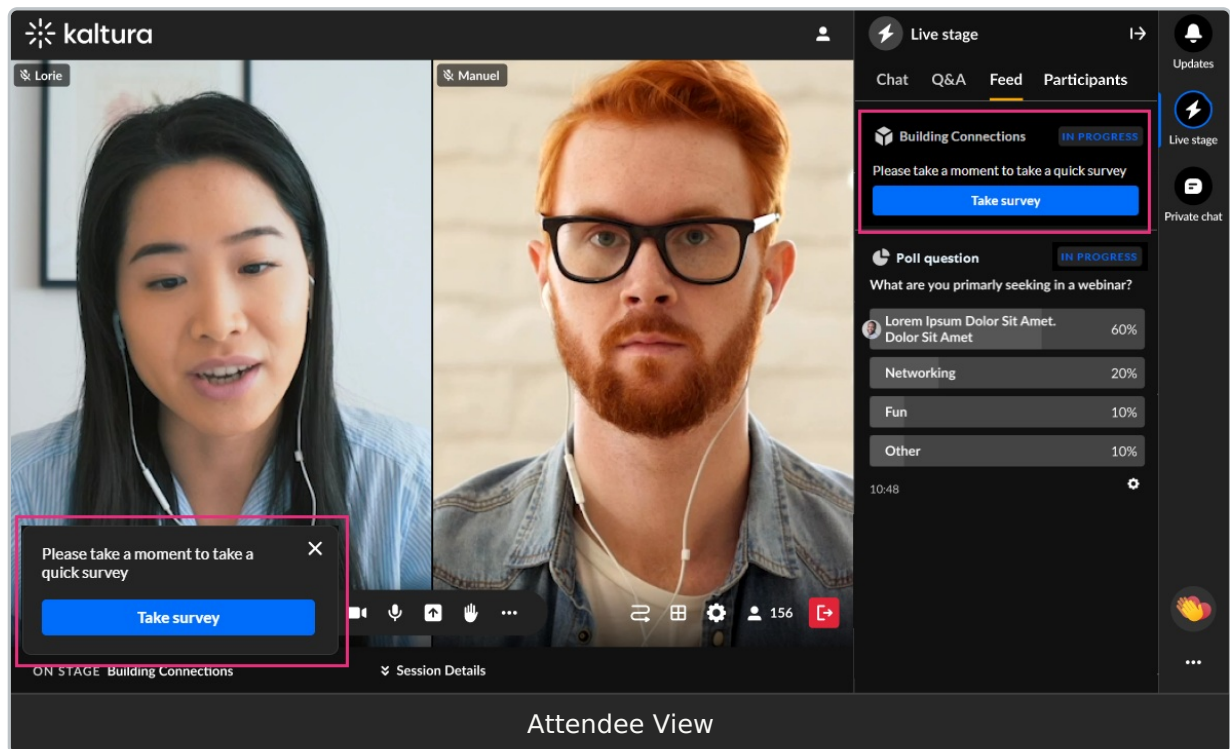 kaltura
Lorie
Manuel
Please take a moment to take a
quick survey
Take survey
156
ON STAGE Building Connections
Session Details
Live stage
Chat Q&A Feed Participants
Building Connections IN PROGRESS
Please take a moment to take a quick survey
Take survey
Poll question IN PROGRESS
What are you primarly seeking in a webinar?
Lorem Ipsum Dolor Sit Amet.
Dolor Sit Amet 60%
Networking 20%
Fun 10%
Other 10%
10:48
Updates
Live stage
Private chat
Attendee View